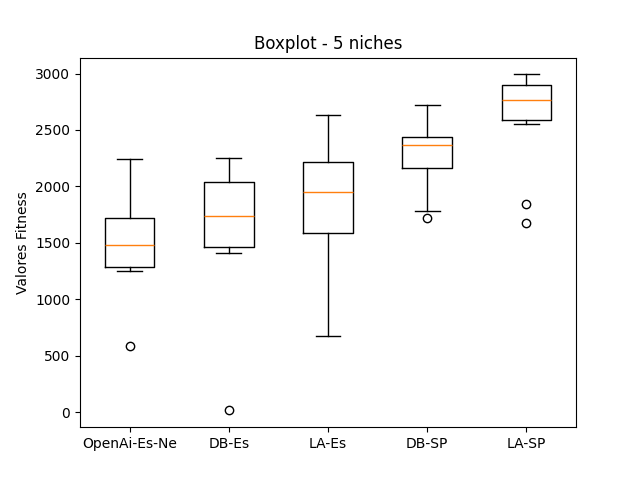 Boxplot - 5 niches
Valores Fitness
3000
2500
2000
1500
1000
500
0
OpenAi-Es-Ne DB-Es LA-Es DB-SP LA-SP